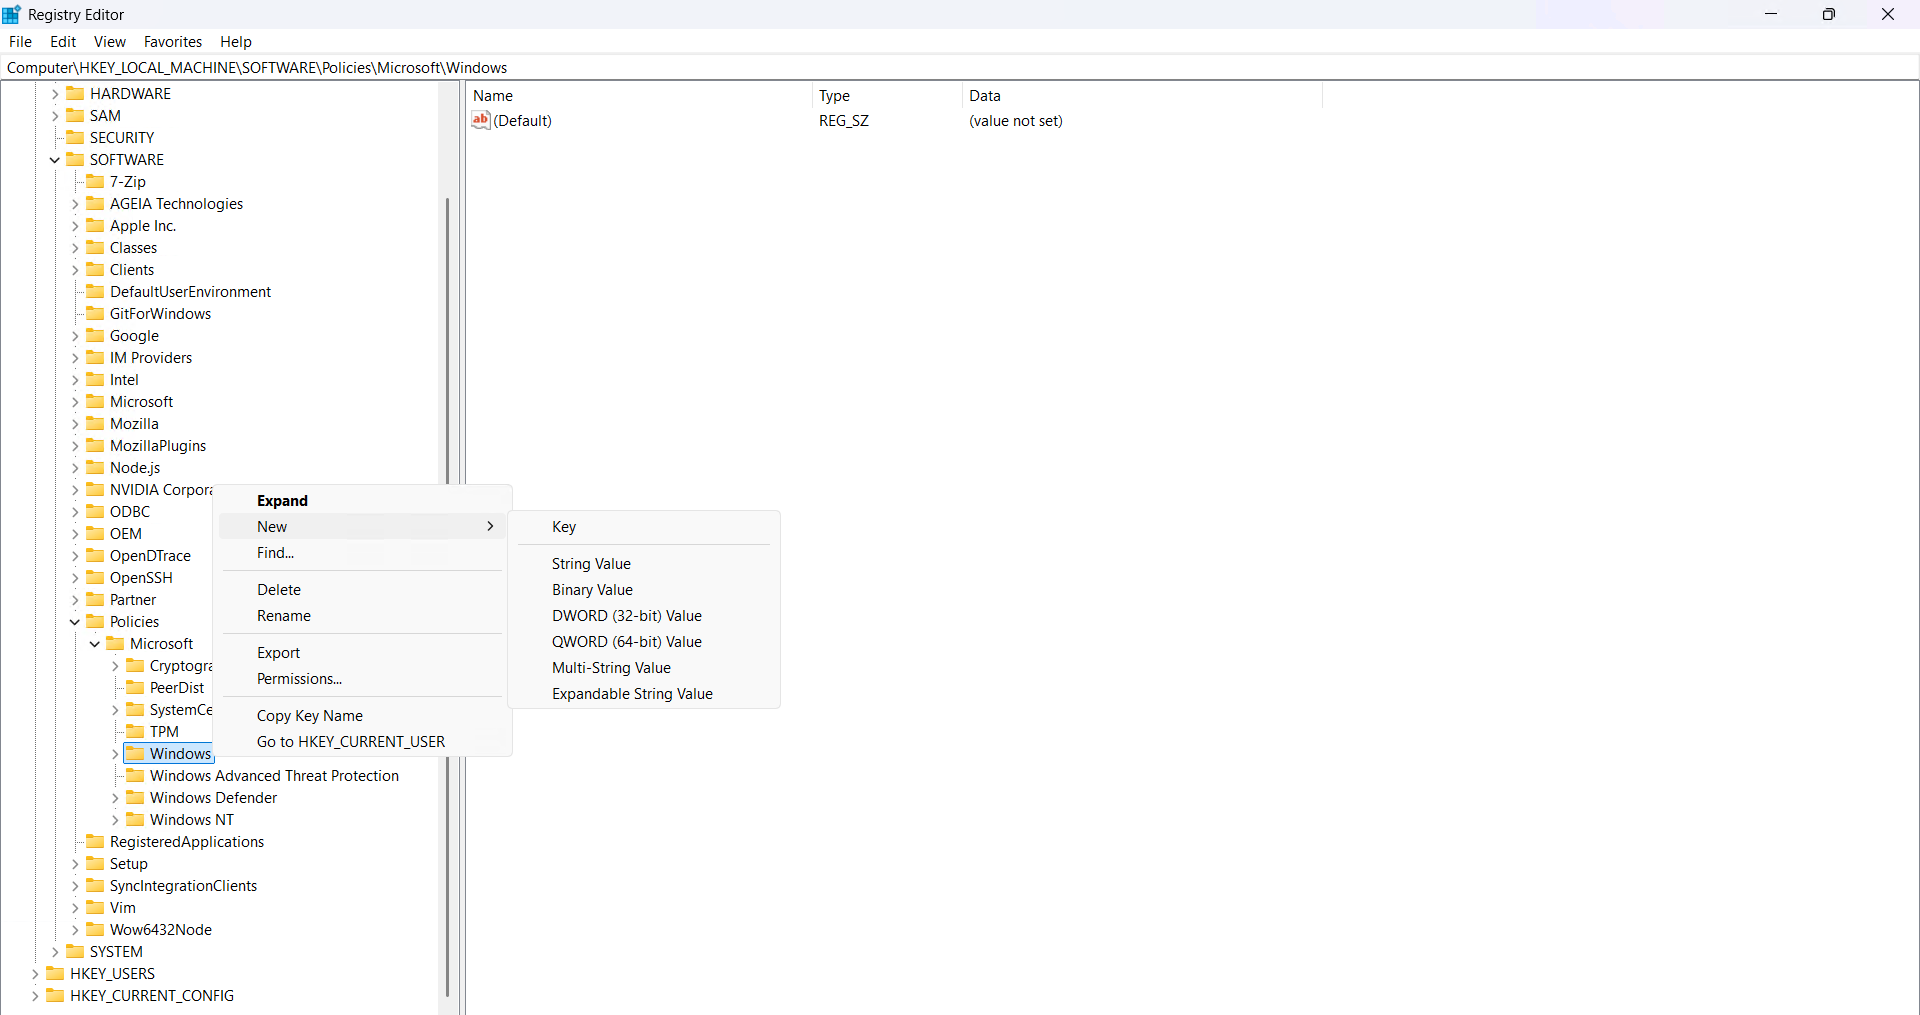 Registry Editor
File Edit View Favorites Help
Computer\HKEY_LOCAL_MACHINE\SOFTWARE\Policies\Microsoft\Windows
HARDWARE
SAM
SECURITY
SOFTWARE
7-Zip
AGEIA Technologies
Apple Inc.
Classes
Clients
DefaultUserEnvironment
GitForWindows
Google
IM Providers
Intel
Microsoft
Mozilla
MozillaPlugins
Node.js
NVIDIA Corpora
ODBC
OEM
OpenDTrace
OpenSSH
Partner
Policies
Microsoft
Cryptogra
PeerDist
SystemCe
TPM
Windows
Windows Advanced Threat Protection
Windows Defender
Windows NT
RegisteredApplications
Setup
SyncIntegrationClients
Vim
Wow6432Node
SYSTEM
HKEY_USERS
HKEY_CURRENT_CONFIG
Name Type Data
ab (Default) REG_SZ (value not set)
Expand
New
Find...
Delete
Rename
Export
Permissions...
Copy Key Name
Go to HKEY_CURRENT_USER
Key
String Value
Binary Value
DWORD (32-bit) Value
QWORD (64-bit) Value
Multi-String Value
Expandable String Value